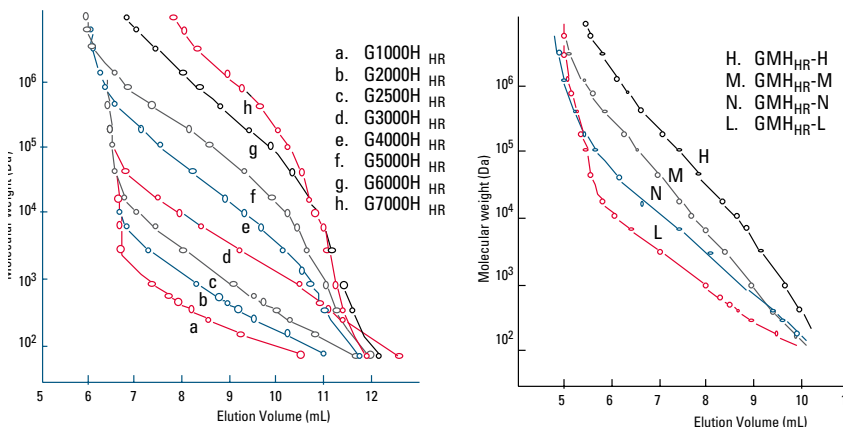 a. G1000H HR
b. G2000H HR
c. G2500H HR
d. G3000H HR
e. G4000H HR
f. G5000H HR
g. G6000H HR
h. G7000H HR
10⁶
10⁵
10⁴
10³
10²
h
g
f
e
d
c
b
a
5 6 7 8 9 10 11 12
Elution Volume (mL)
weight (Da)
H. GMHHR-H
M. GMHHR-M
N. GMHHR-N
L. GMHHR-L
Molecular weight (Da)
10⁶
10⁵
10⁴
10³
10²
H
M
N
L
5 6 7 8 9 10
Elution Volume (mL)